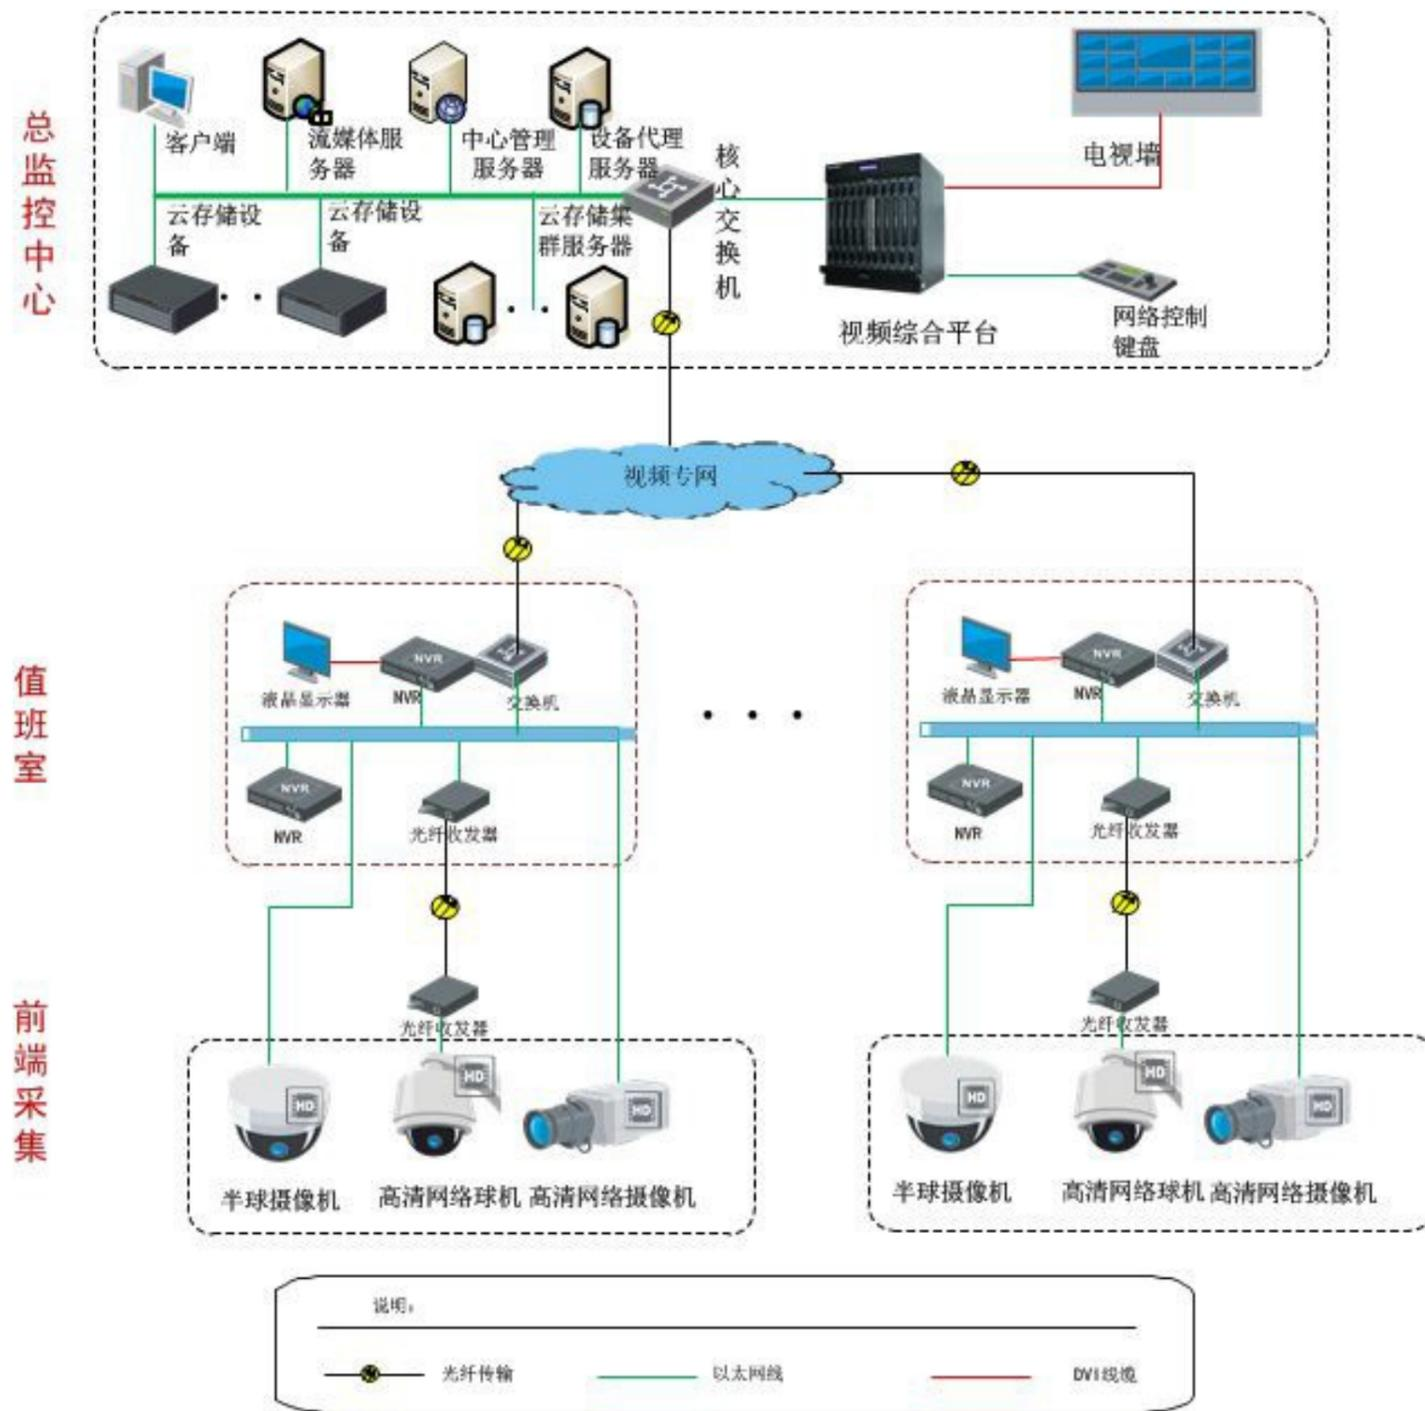 总监控中心
客户端
流媒体服
务器
中心管理
服务器
设备代理
服务器
核心交换机
电视墙
云存储设
备
云存储设
备
云存储集
群服务器
视频综合平台
网络控制
键盘
视频专网
值班室
液晶显示器
NVR
NVR
交换机
NVR
NVR
光纤收发器
液晶显示器
NVR
NVR
交换机
NVR
NVR
光纤收发器
前端采集
光纤收发器
HD
HD
HD
半球摄像机
高清网络球机
高清网络摄像机
光纤收发器
HD
HD
HD
半球摄像机
高清网络球机
高清网络摄像机
说明：
光纤传输
以太网线
DVI线缆